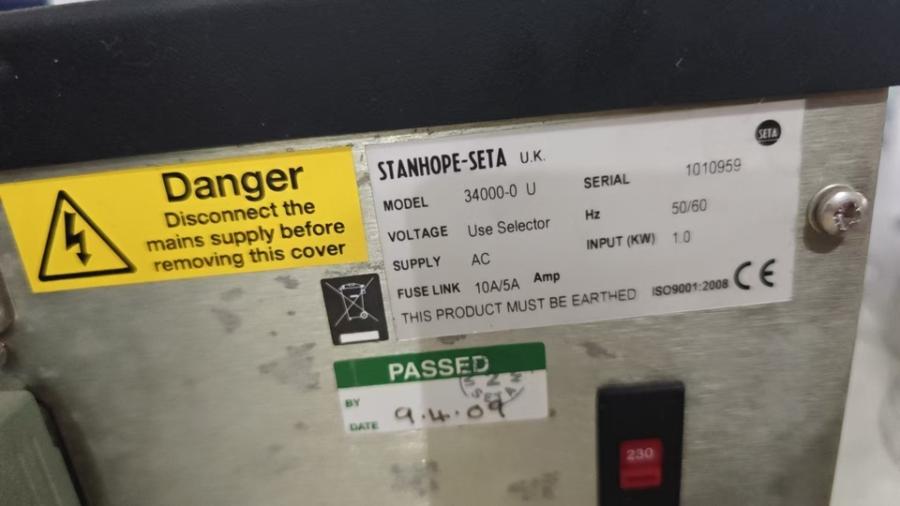 Danger
Disconnect the
mains supply before
removing this cover
STANHOPE-SETA U.K.
SETA
MODEL 34000-0 U SERIAL 1010959
VOLTAGE Use Selector Hz 50/60
SUPPLY AC INPUT (KW) 1.0
FUSE LINK 10A/5A Amp
THIS PRODUCT MUST BE EARTHED ISO9001:2008 CE
PASSED
BY
DATE 9.4.09
230